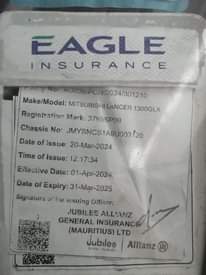 EAGLE
INSURANCE
Make/Model: MITSUBISHI LANCER 1300GLX
Registration Mark:
Chassis No:
Date of Issue: 20-Mar-2024
Time of Issue: 12:17:34
Effective Date: 01-Apr-2024
Date of Expiry: 31-Mar-2025
Signature of Authorising Officer:
JUBILEE ALLIANZ
GENERAL INSURANCE
(MAURITIUS) LTD
Jubilee Allianz